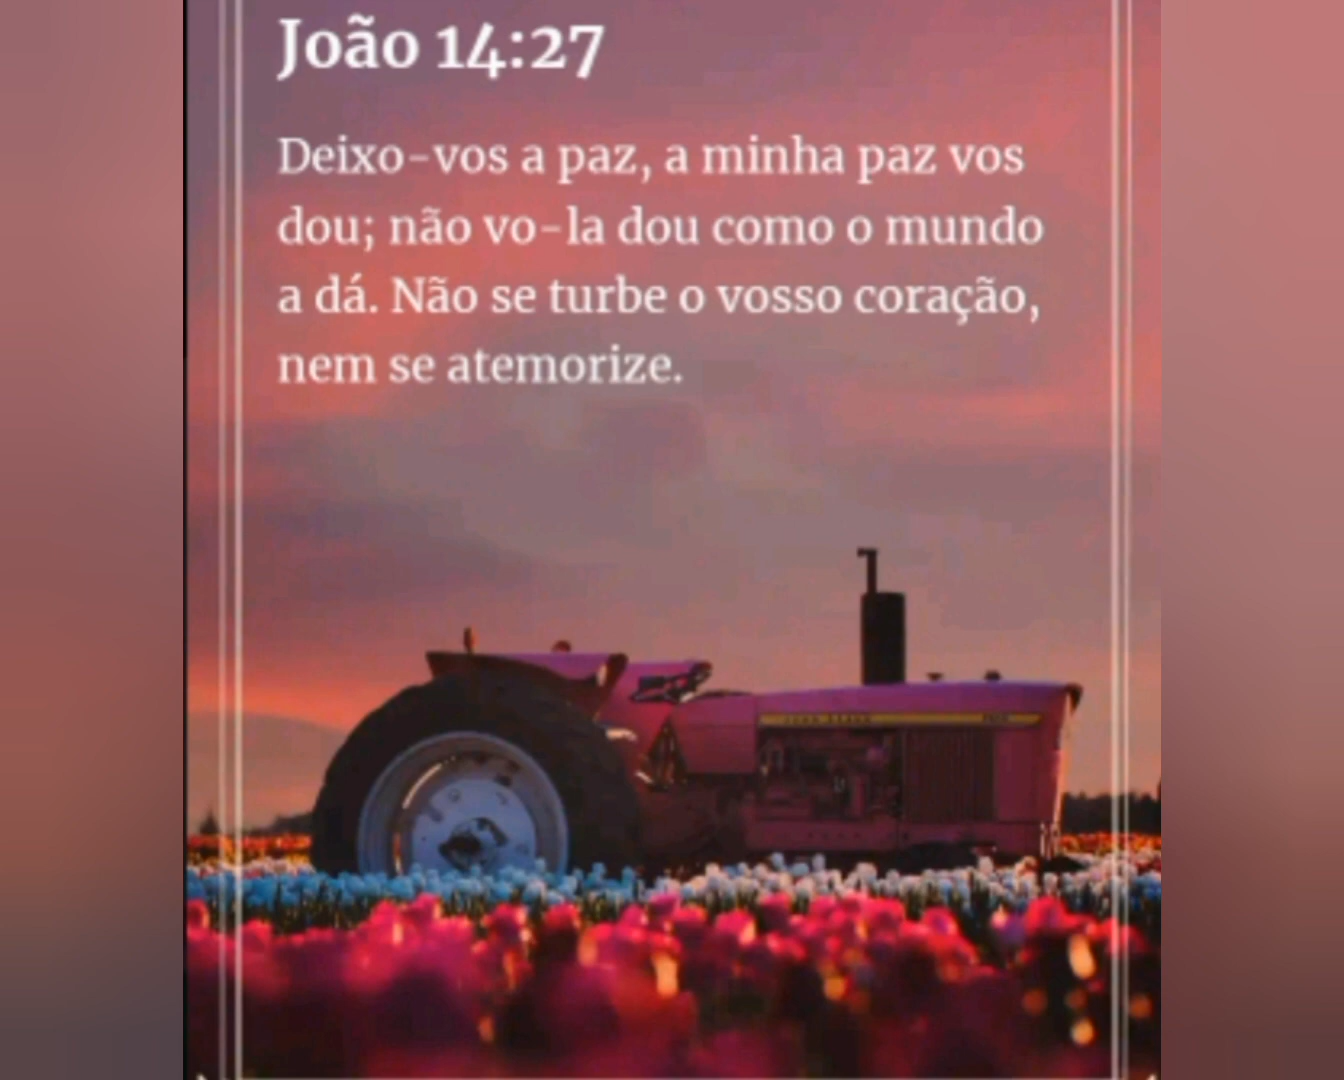 João 14:27
Deixo-vos a paz, a minha paz vos
dou; não vo-la dou como o mundo
a dá. Não se turbe o vosso coração,
nem se atemorize.